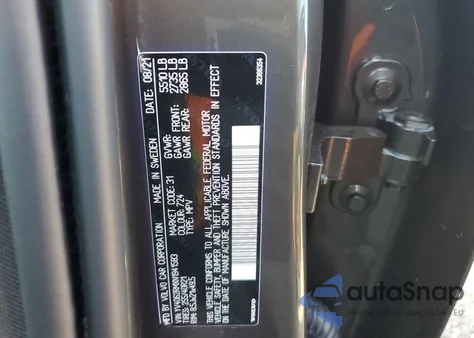 MFD. BY VOLVO CAR CORPORATION
MADE IN SWEDEN
DATE: 08/21
GVWR: 5510 LB
GAWR FRONT: 2735 LB
GAWR REAR: 2865 LB
MARKET CODE: 31
COLOUR: 724
TYPE: MPV
THIS VEHICLE CONFORMS TO ALL APPLICABLE FEDERAL MOTOR
VEHICLE SAFETY, BUMPER AND THEFT PREVENTION STANDARDS IN EFFECT
ON THE DATE OF MANUFACTURE
SHOWN ABOVE.
VOLVO
autoSnap